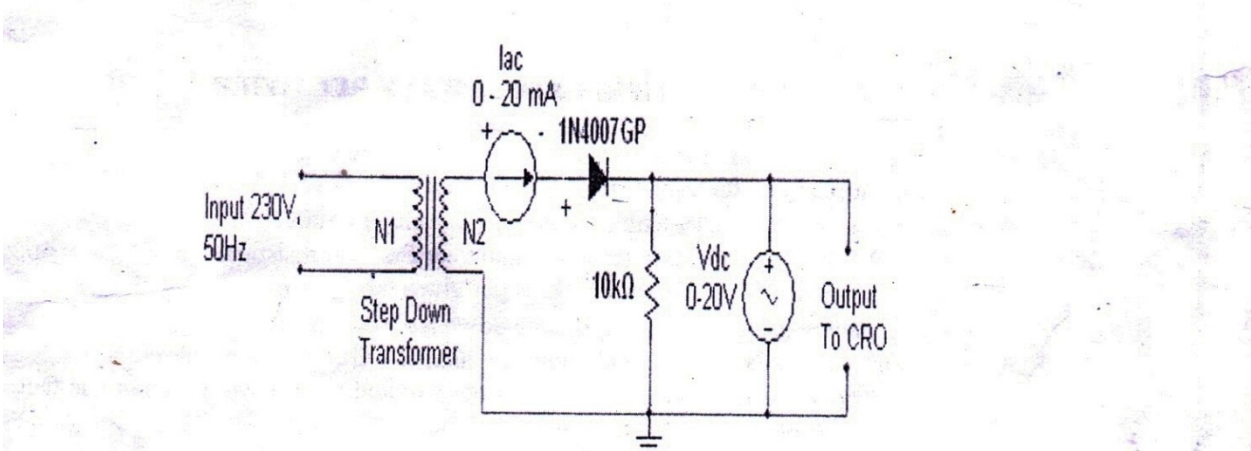 Iac
0 - 20 mA
+ - 1N4007GP
+
Input 230V,
50Hz
N1 N2
Step Down
Transformer
10kΩ
Vdc
0-20V
+
-
Output
To CRO